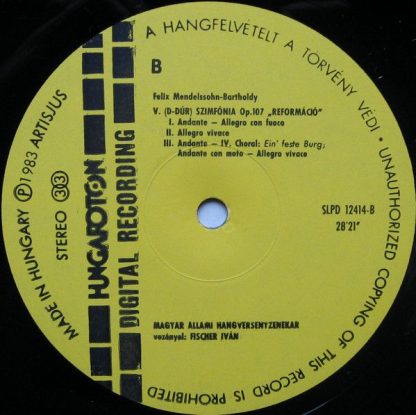 A HANGFELVÉTELT A TÖRVÉNY VÉDI • UNAUTHORIZED COPYING OF THIS RECORD IS PROHIBITED
MADE IN HUNGARY Ⓟ 1983 ARTISJUS
STEREO 33
HUNGAROTON
DIGITAL RECORDING
B
Felix Mendelssohn-Bartholdy
V. (D-DÚR) SZIMFÓNIA Op.107 „REFORMÁCIÓ"
I. Andante – Allegro con fuoco
II. Allegro vivace
III. Andante – IV. Choral: Ein' feste Burg;
Andante con moto – Allegro vivace
SLPD 12414-B
28'21"
MAGYAR ÁLLAMI HANGVERSENYZENEKAR
vezényel: FISCHER IVÁN